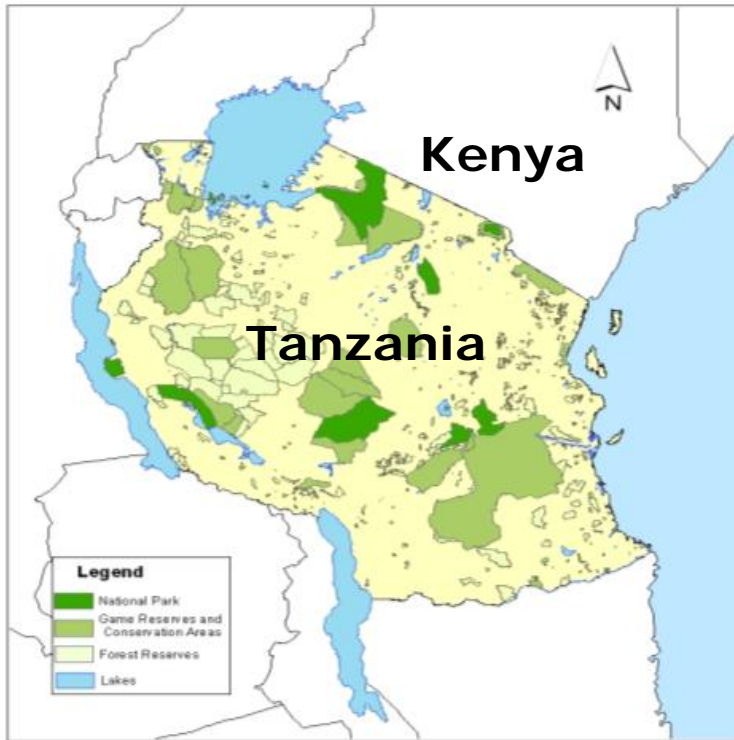 N
Kenya
Tanzania
Legend
National Park
Game Reserves and
Conservation Areas
Forest Reserves
Lakes